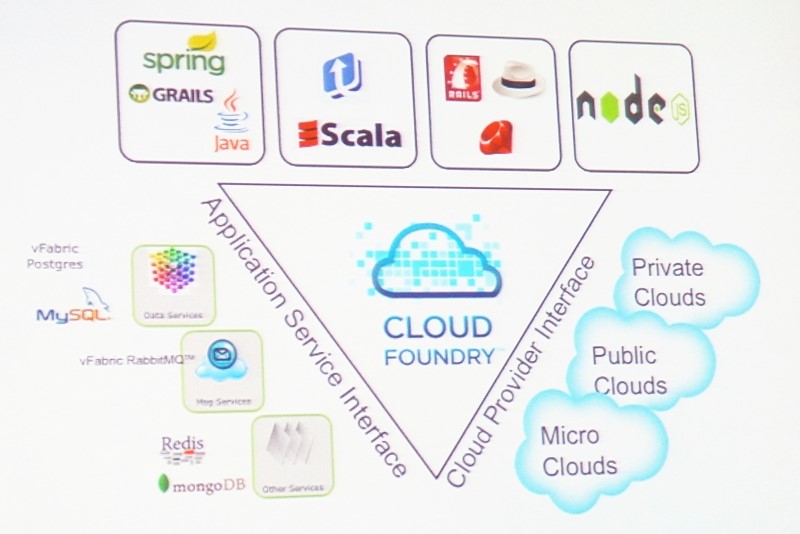 spring
GRAILS
Java
Scala
RAILS
node
JS
Application Service Interface
Cloud Provider Interface
CLOUD
FOUNDRY™
vFabric
Postgres
MySQL
Data Services
vFabric RabbitMQ™
Msg Services
Redis
mongoDB
Other Services
Private
Clouds
Public
Clouds
Micro
Clouds